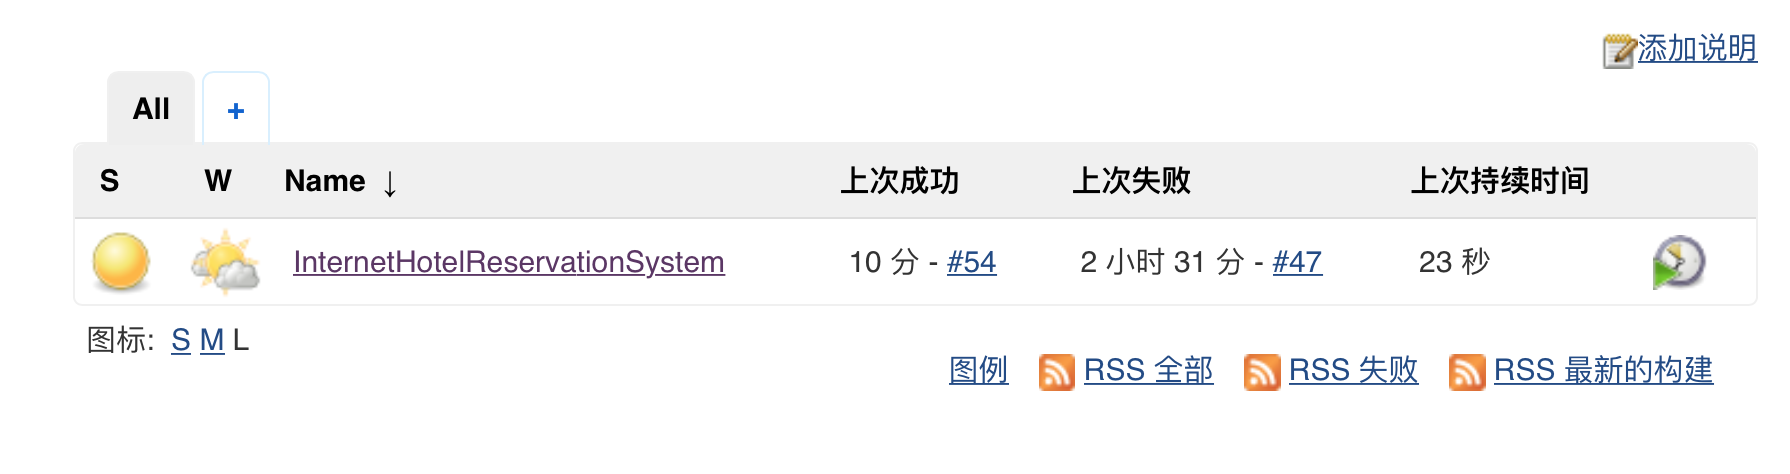 添加说明
All +
S W Name ↓ 上次成功 上次失败 上次持续时间
InternetHotelReservationSystem 10 分 - #54 2 小时 31 分 - #47 23 秒
图标: S M L
图例 RSS 全部 RSS 失败 RSS 最新的构建